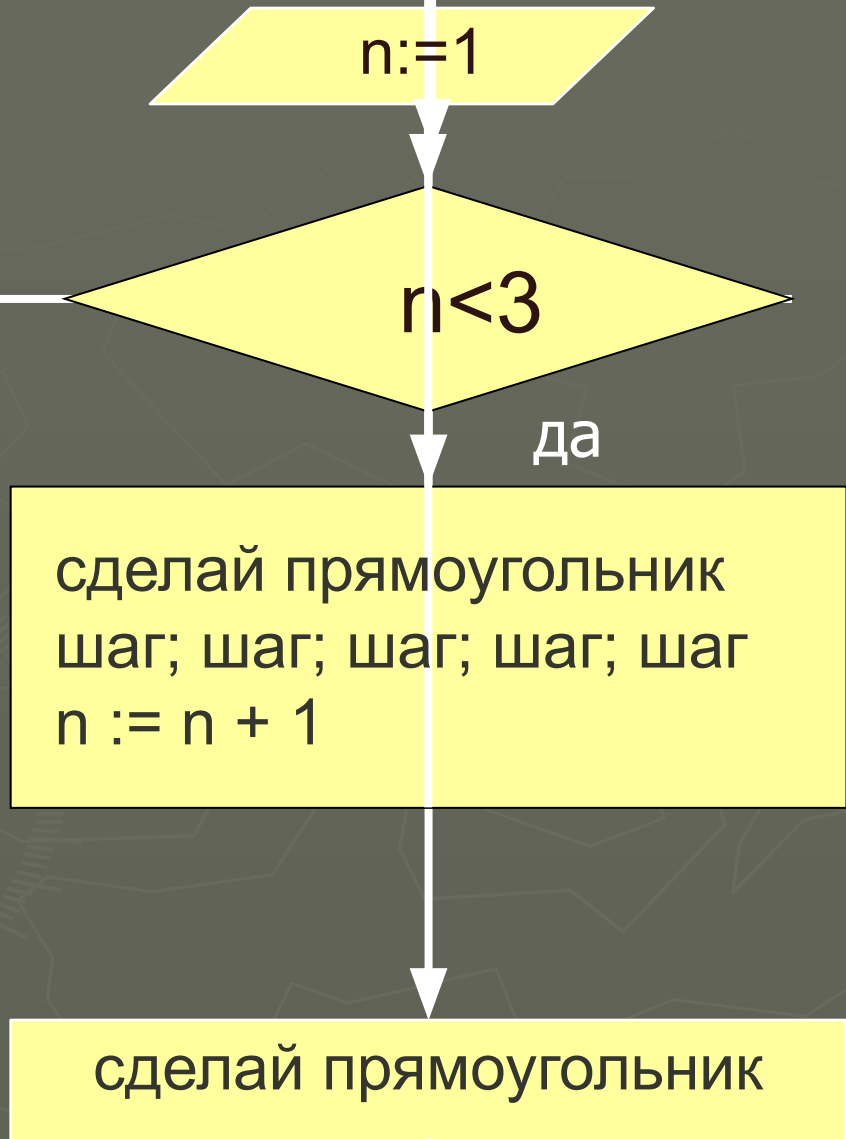 n:=1
n<3
да
сделай прямоугольник
шаг; шаг; шаг; шаг; шаг
n := n + 1
сделай прямоугольник